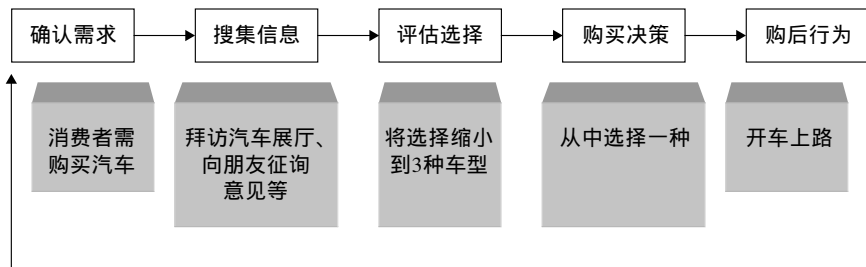 确认需求
搜集信息
评估选择
购买决策
购后行为
消费者需
购买汽车
拜访汽车展厅、
向朋友征询
意见等
将选择缩小
到3种车型
从中选择一种
开车上路